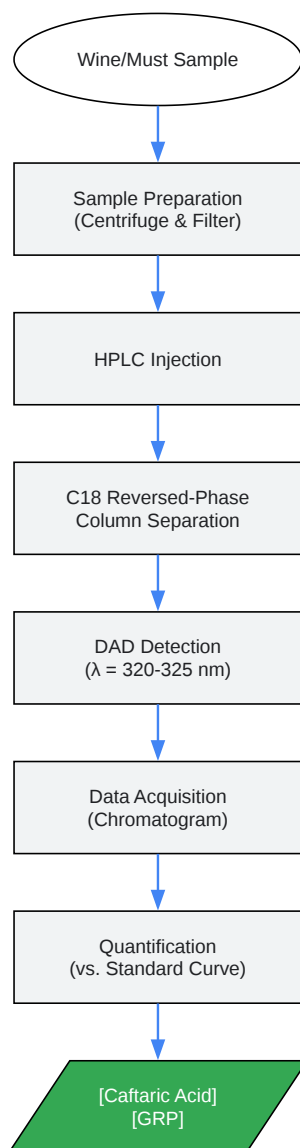 Wine/Must Sample
Sample Preparation
(Centrifuge & Filter)
HPLC Injection
C18 Reversed-Phase
Column Separation
DAD Detection
(λ = 320-325 nm)
Data Acquisition
(Chromatogram)
Quantification
(vs. Standard Curve)
[Caftaric Acid]
[GRP]